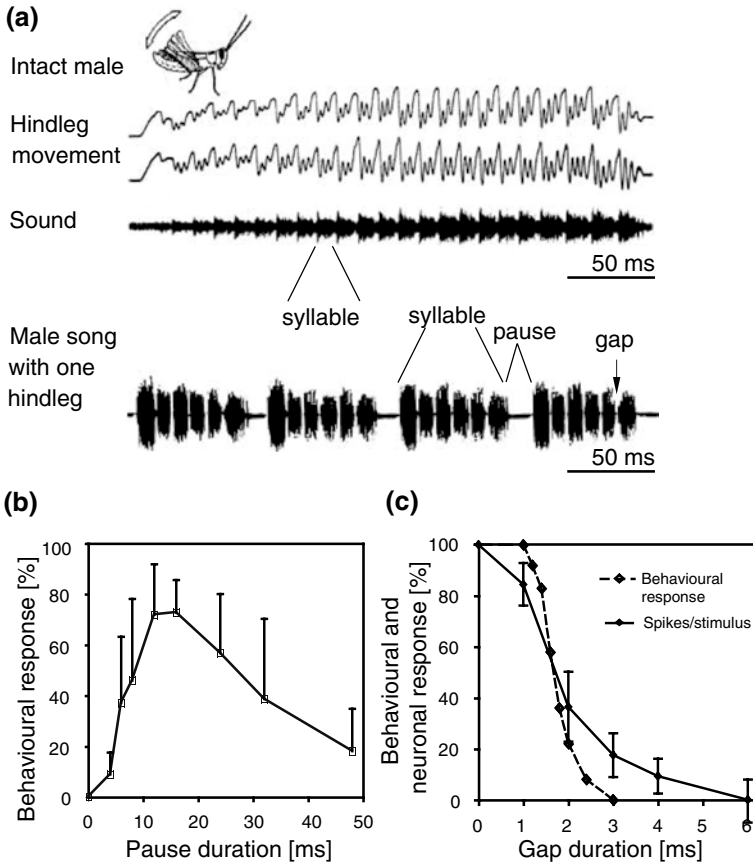 (a)
Intact male
Hindleg
movement
Sound
50 ms
syllable
syllable
pause
gap
Male song
with one
hindleg
50 ms
(b)
Behavioural response [%]
100
80
60
40
20
0
0 10 20 30 40 50
Pause duration [ms]
(c)
Behavioural and
neuronal response [%]
100
80
60
40
20
0
Behavioural
response
Spikes/stimulus
0 1 2 3 4 5 6
Gap duration [ms]